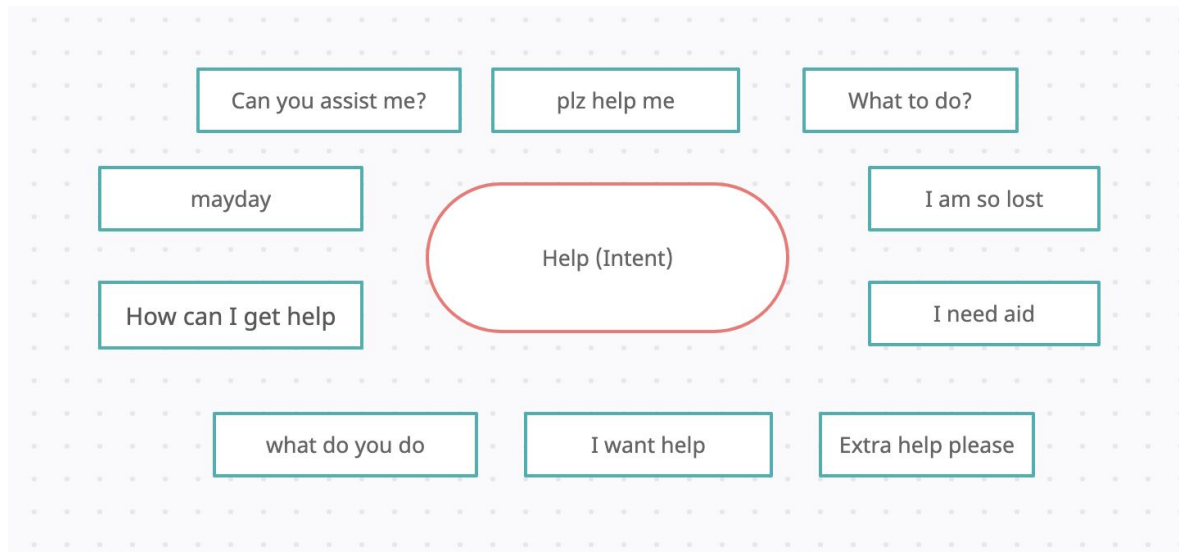 Can you assist me?
plz help me
What to do?
mayday
I am so lost
Help (Intent)
How can I get help
I need aid
what do you do
I want help
Extra help please